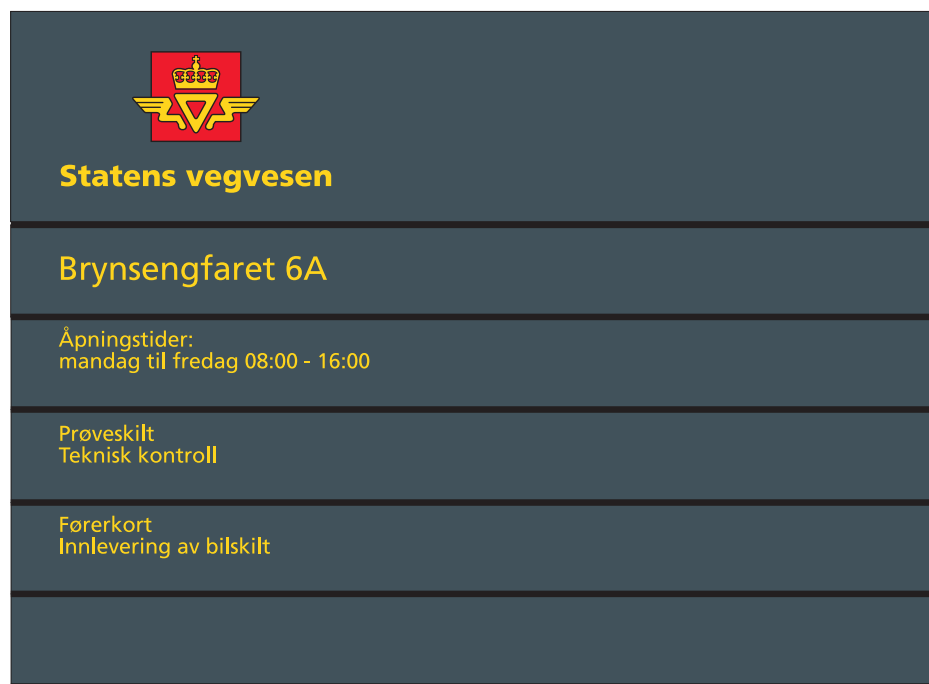 Statens vegvesen
Brynsengfaret 6A
Åpningstider:
mandag til fredag 08:00 - 16:00
Prøveskilt
Teknisk kontroll
Førerkort
Innlevering av bilskilt